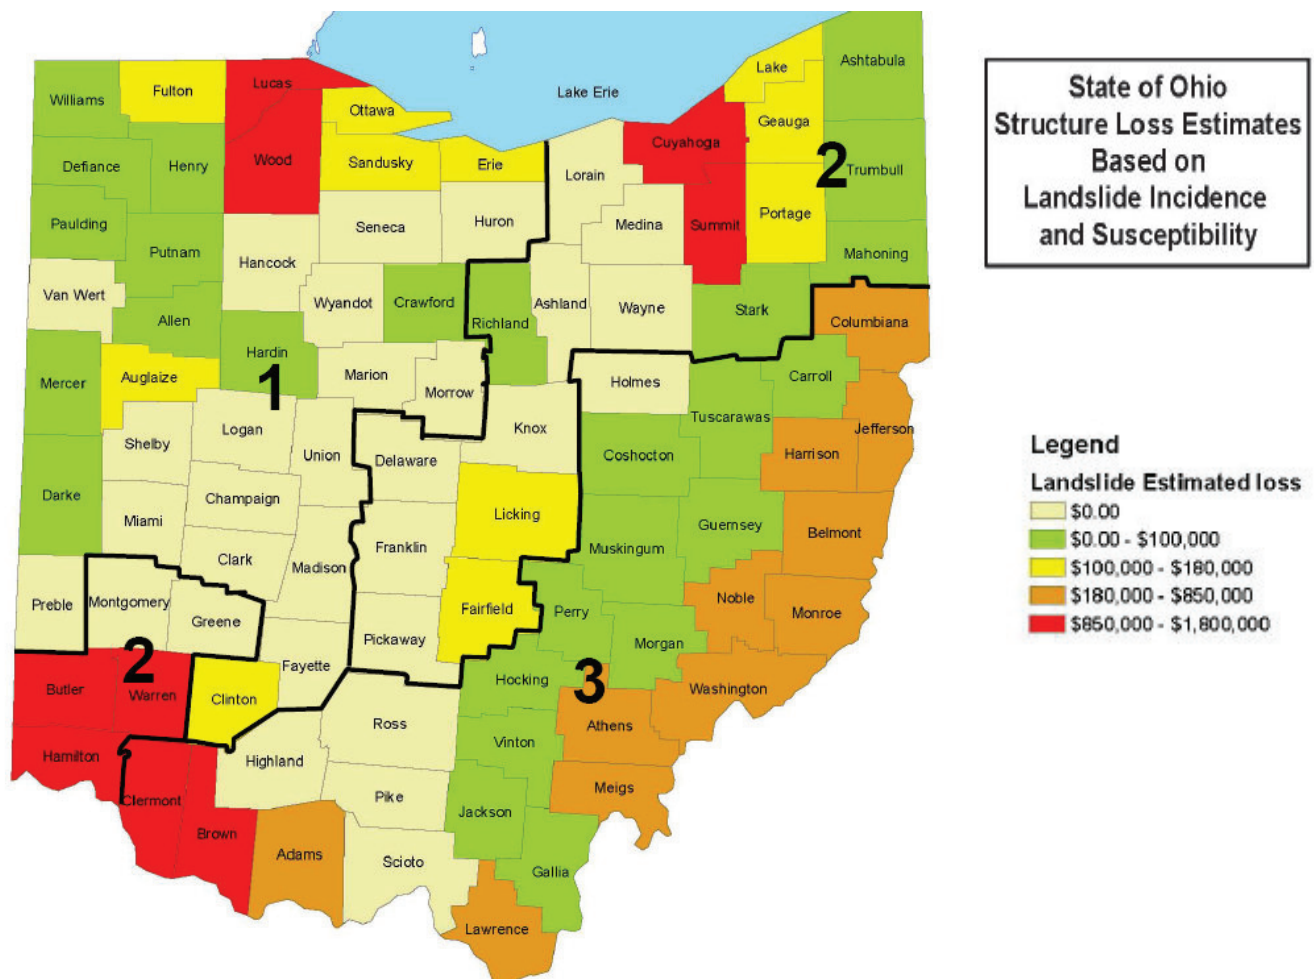 State of Ohio
Structure Loss Estimates
Based on
Landslide Incidence
and Susceptibility
Legend
Landslide Estimated loss
$0.00
$0.00 - $100,000
$100,000 - $180,000
$180,000 - $850,000
$850,000 - $1,800,000
Lake Erie
Williams
Fulton
Lucas
Ottawa
Lake
Ashtabula
Defiance
Henry
Wood
Sandusky
Erie
Cuyahoga
Geauga
2
Trumbull
Paulding
Putnam
Hancock
Seneca
Huron
Lorain
Medina
Summit
Portage
Mahoning
Van Wert
Allen
Wyandot
Crawford
Richland
Ashland
Wayne
Stark
Columbiana
Mercer
Auglaize
Hardin
1
Marion
Morrow
Holmes
Carroll
Shelby
Logan
Union
Delaware
Knox
Coshocton
Tuscarawas
Harrison
Jefferson
Darke
Miami
Champaign
Clark
Madison
Franklin
Licking
Muskingum
Guernsey
Belmont
Preble
Montgomery
Greene
Fayette
Pickaway
Fairfield
Perry
Morgan
Noble
Monroe
2
Butler
Warren
Clinton
Ross
Hocking
3
Athens
Washington
Hamilton
Clermont
Highland
Pike
Vinton
Meigs
Brown
Adams
Scioto
Jackson
Gallia
Lawrence